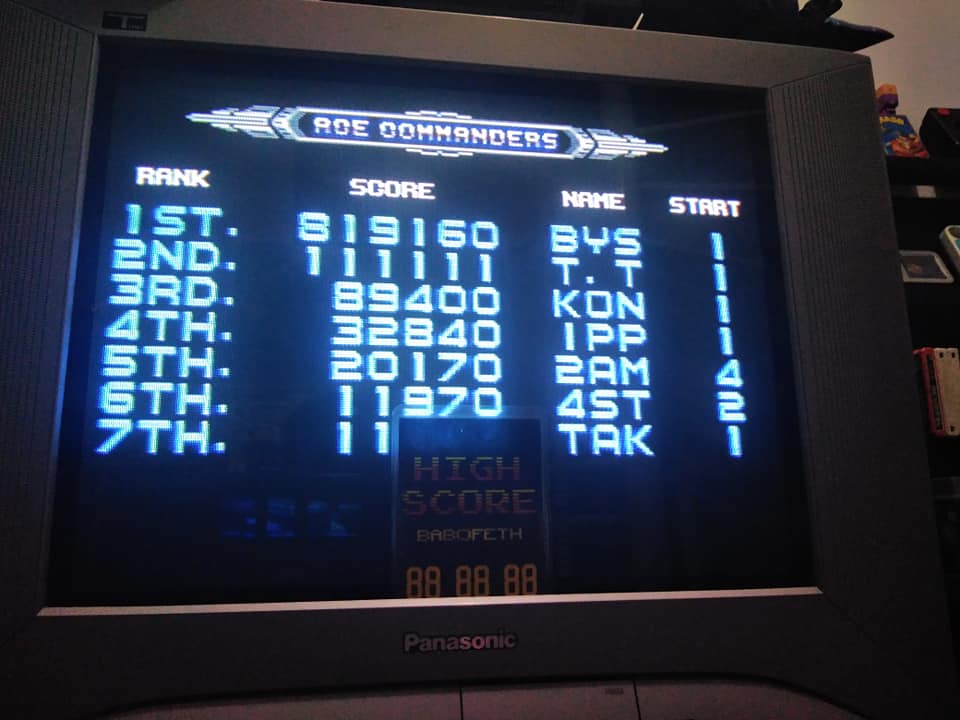 ACE COMMANDERS
RANK SCORE NAME START
1ST. 819160 BYS 1
2ND. 111111 T.T 1
3RD. 89400 KON 1
4TH. 32840 1PP 1
5TH. 20170 2AM 4
6TH. 11970 4ST 2
7TH. 11 TAK 1
HIGH
SCORE
BABOFETH
88 88 88
Panasonic